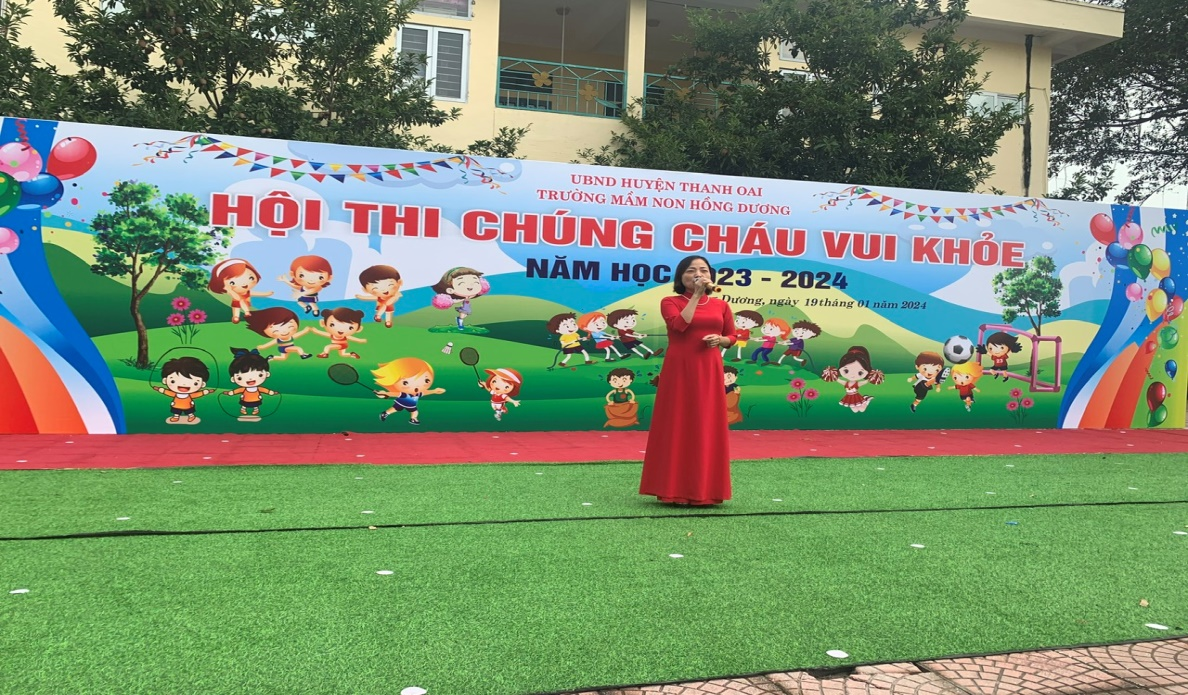 UBND HUYỆN THANH OAI
TRƯỜNG MẦM NON HỒNG DƯƠNG
HỘI THI CHÚNG CHÁU VUI KHỎE
NĂM HỌC 23 - 2024
Dương, ngày 19 tháng 01 năm 2024